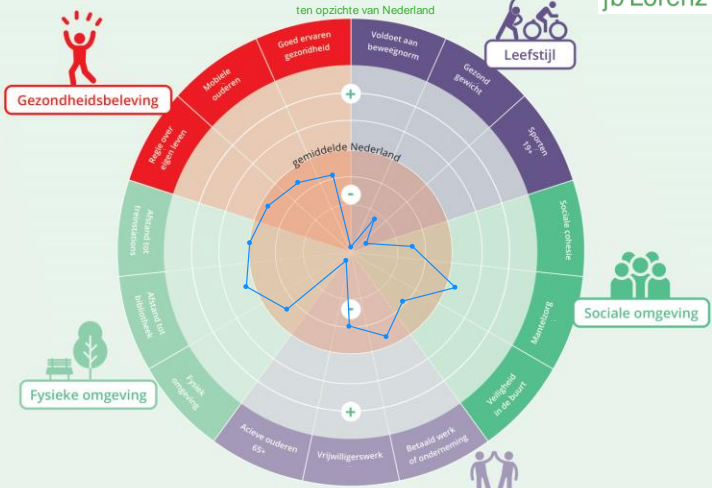 ten opzichte van Nederland
jb Lorenz
Goed ervaren
gezondheid
Voldoet aan
beweegnorm
Leefstijl
Mobiele
ouderen
Gezond
gewicht
Gezondheidsbeleving
+
Regie over
eigen leven
Sporten
19+
gemiddelde Nederland
-
Afstand tot
treinstations
Sociale cohesie
Afstand tot
bibliotheek
Mantelzorg
Sociale omgeving
-
Fysieke omgeving
Fysiek
omgeving
Veiligheid
in de buurt
+
Acieve ouderen
65+
Vrijwilligerswerk
Betaald werk
of onderneming